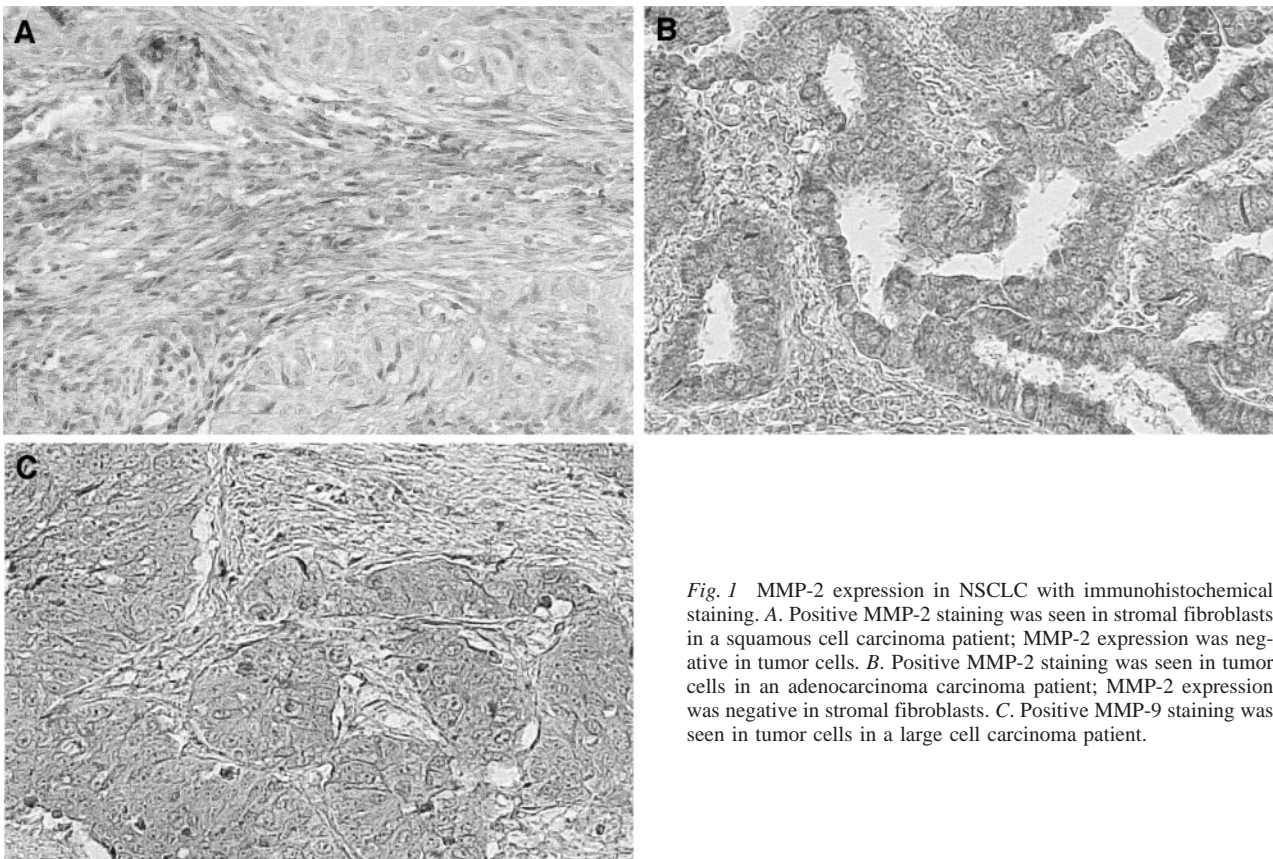 A
B
C
Fig. 1 MMP-2 expression in NSCLC with immunohistochemical
staining. A. Positive MMP-2 staining was seen in stromal fibroblasts
in a squamous cell carcinoma patient; MMP-2 expression was neg-
ative in tumor cells. B. Positive MMP-2 staining was seen in tumor
cells in an adenocarcinoma carcinoma patient; MMP-2 expression
was negative in stromal fibroblasts. C. Positive MMP-9 staining was
seen in tumor cells in a large cell carcinoma patient.